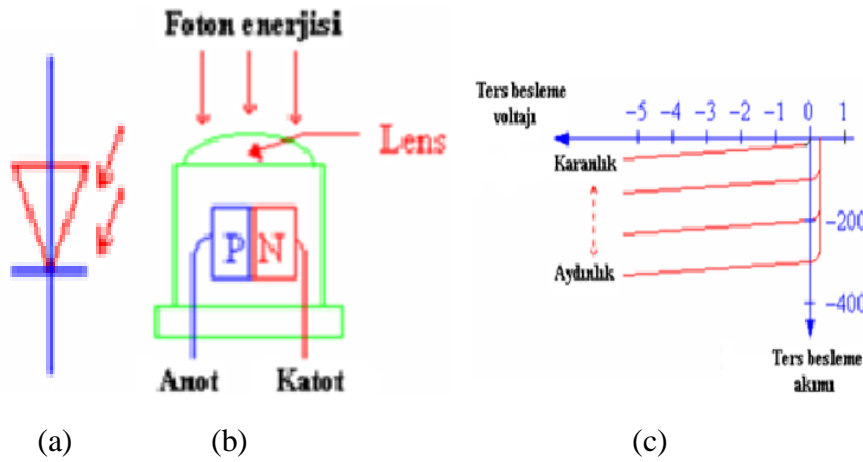 Foton enerjisi
Lens
P N
Anot Katot
Ters besleme
voltajı
-5 -4 -3 -2 -1 0 1
Karanlık
-200
Aydınlık
-400
Ters besleme
akımı
(a) (b) (c)